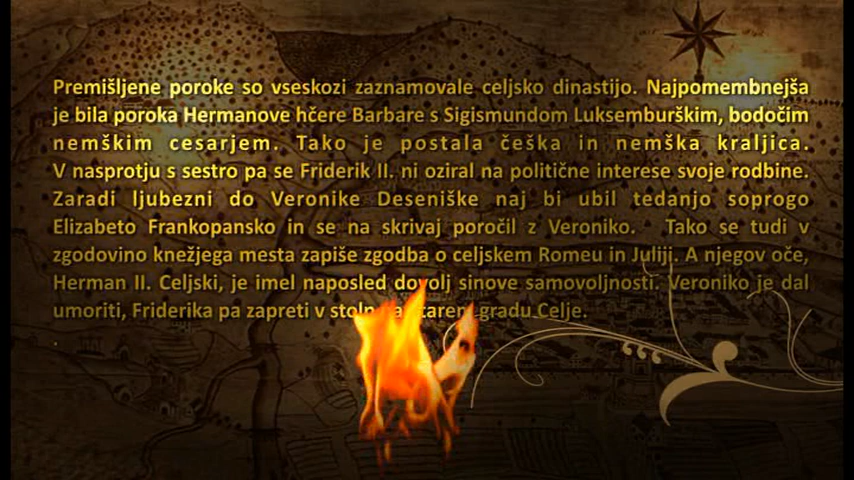 Premišljene poroke so vseskozi zaznamovale celjsko dinastijo. Najpomembnejša
je bila poroka Hermanove hčere Barbare s Sigismundom Luksemburškim, bodočim
nemškim cesarjem. Tako je postala češka in nemška kraljica.
V nasprotju s sestro pa se Friderik II. ni oziral na politične interese svoje rodbine.
Zaradi ljubezni do Veronike Deseniške naj bi ubil tedanjo soprogo
Elizabeto Frankopansko in se na skrivaj poročil z Veroniko. Tako se tudi v
zgodovino knežjega mesta zapiše zgodba o celjskem Romeu in Juliji. A njegov oče,
Herman II. Celjski, je imel naposled dovolj sinove samovoljnosti. Veroniko je dal
umoriti, Friderika pa zapreti v gradu Celje.
.